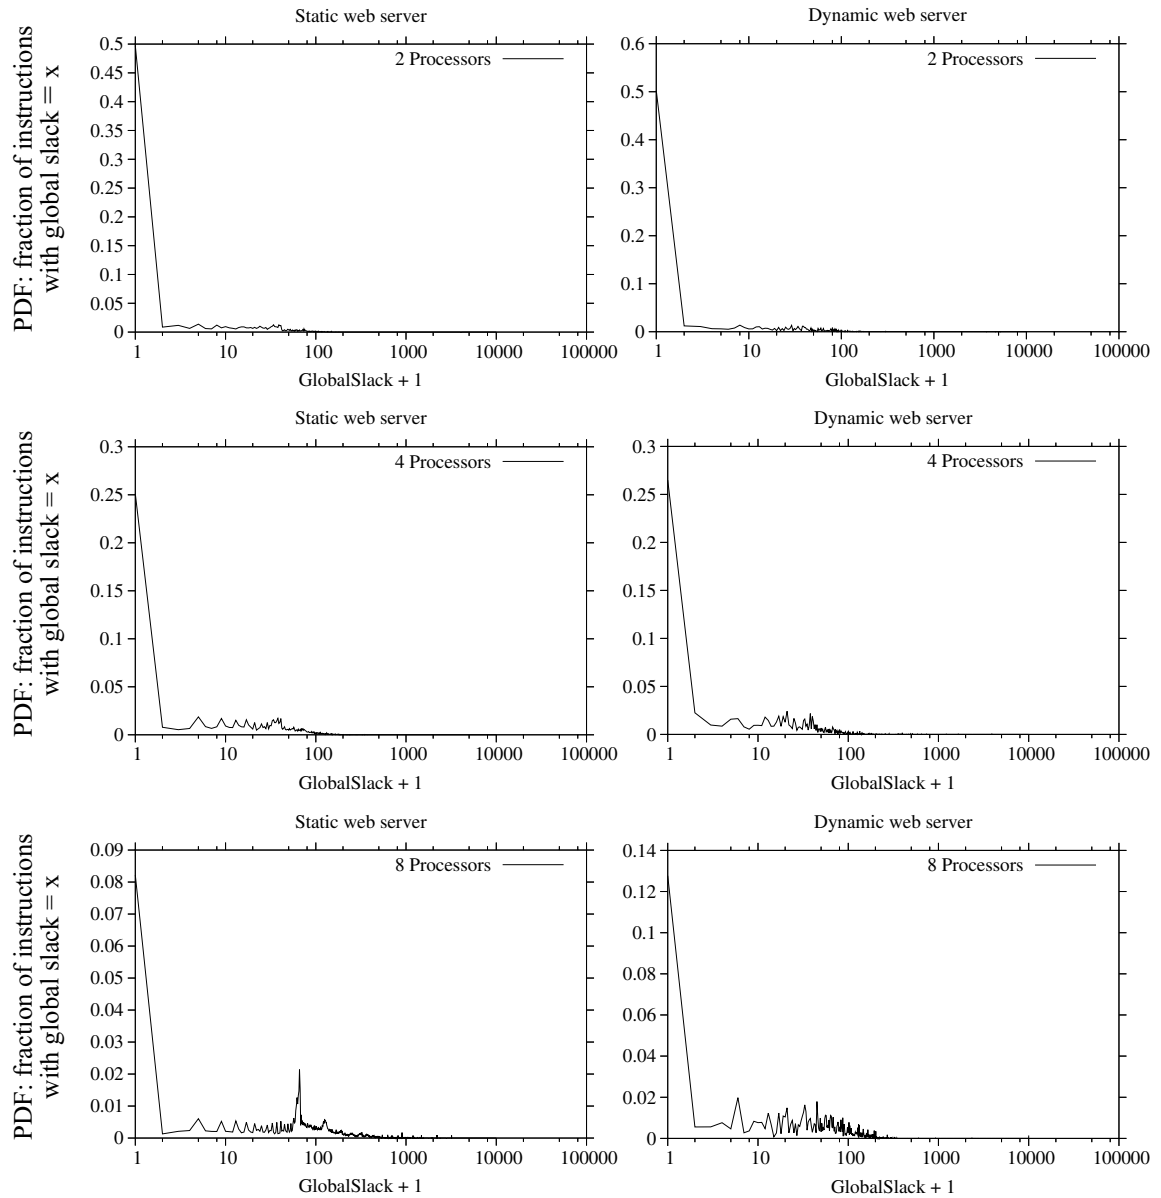 Static web server
PDF: fraction of instructions
with global slack = x
0.5
0.45
0.4
0.35
0.3
0.25
0.2
0.15
0.1
0.05
0
2 Processors
1 10 100 1000 10000 100000
GlobalSlack + 1
Dynamic web server
0.6
0.5
0.4
0.3
0.2
0.1
0
2 Processors
1 10 100 1000 10000 100000
GlobalSlack + 1
Static web server
PDF: fraction of instructions
with global slack = x
0.3
0.25
0.2
0.15
0.1
0.05
0
4 Processors
1 10 100 1000 10000 100000
GlobalSlack + 1
Dynamic web server
0.3
0.25
0.2
0.15
0.1
0.05
0
4 Processors
1 10 100 1000 10000 100000
GlobalSlack + 1
Static web server
PDF: fraction of instructions
with global slack = x
0.09
0.08
0.07
0.06
0.05
0.04
0.03
0.02
0.01
0
8 Processors
1 10 100 1000 10000 100000
GlobalSlack + 1
Dynamic web server
0.14
0.12
0.1
0.08
0.06
0.04
0.02
0
8 Processors
1 10 100 1000 10000 100000
GlobalSlack + 1